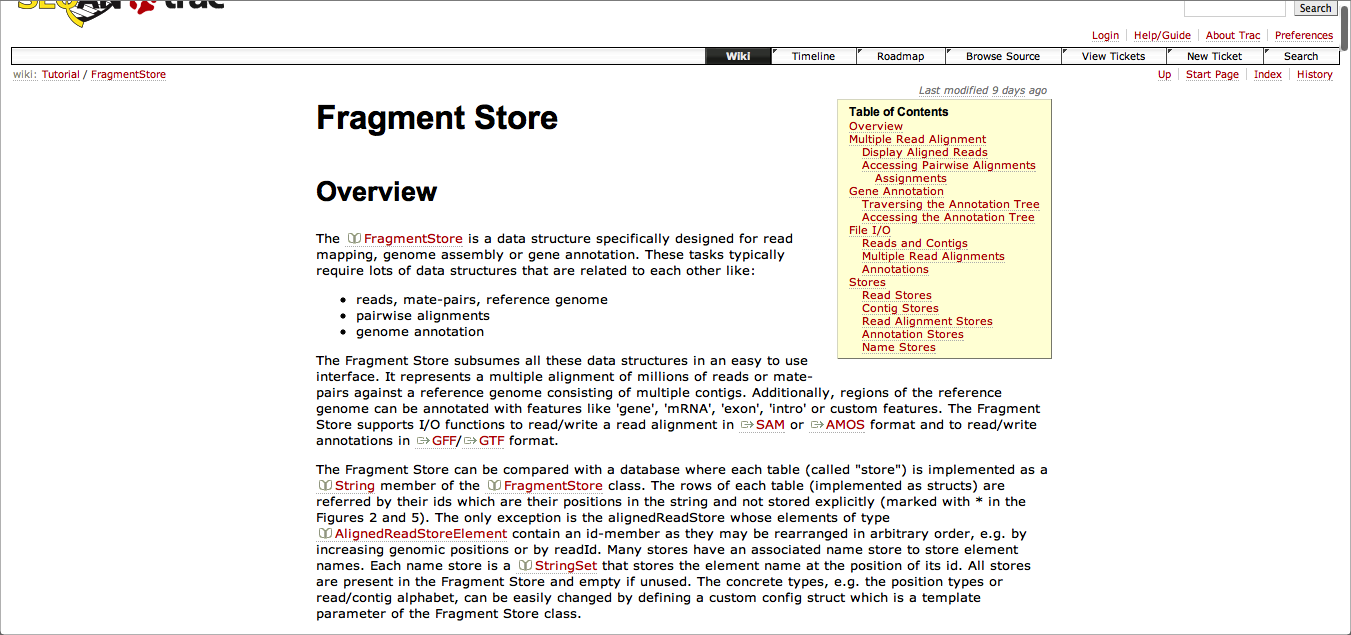 SEQAN trac
Search
Login Help/Guide About Trac Preferences
Wiki Timeline Roadmap Browse Source View Tickets New Ticket Search
wiki: Tutorial / FragmentStore
Up Start Page Index History
Last modified 9 days ago
Fragment Store
Table of Contents
Overview
Multiple Read Alignment
Display Aligned Reads
Accessing Pairwise Alignments
Assignments
Gene Annotation
Traversing the Annotation Tree
Accessing the Annotation Tree
File I/O
Reads and Contigs
Multiple Read Alignments
Annotations
Stores
Read Stores
Contig Stores
Read Alignment Stores
Annotation Stores
Name Stores
Overview
The FragmentStore is a data structure specifically designed for read
mapping, genome assembly or gene annotation. These tasks typically
require lots of data structures that are related to each other like:
• reads, mate-pairs, reference genome
• pairwise alignments
• genome annotation
The Fragment Store subsumes all these data structures in an easy to use
interface. It represents a multiple alignment of millions of reads or mate-
pairs against a reference genome consisting of multiple contigs. Additionally, regions of the reference
genome can be annotated with features like 'gene', 'mRNA', 'exon', 'intro' or custom features. The Fragment
Store supports I/O functions to read/write a read alignment in SAM or AMOS format and to read/write
annotations in GFF/GTF format.
The Fragment Store can be compared with a database where each table (called "store") is implemented as a
String member of the FragmentStore class. The rows of each table (implemented as structs) are
referred by their ids which are their positions in the string and not stored explicitly (marked with * in the
Figures 2 and 5). The only exception is the alignedReadStore whose elements of type
AlignedReadStoreElement contain an id-member as they may be rearranged in arbitrary order, e.g. by
increasing genomic positions or by readId. Many stores have an associated name store to store element
names. Each name store is a StringSet that stores the element name at the position of its id. All stores
are present in the Fragment Store and empty if unused. The concrete types, e.g. the position types or
read/contig alphabet, can be easily changed by defining a custom config struct which is a template
parameter of the Fragment Store class.